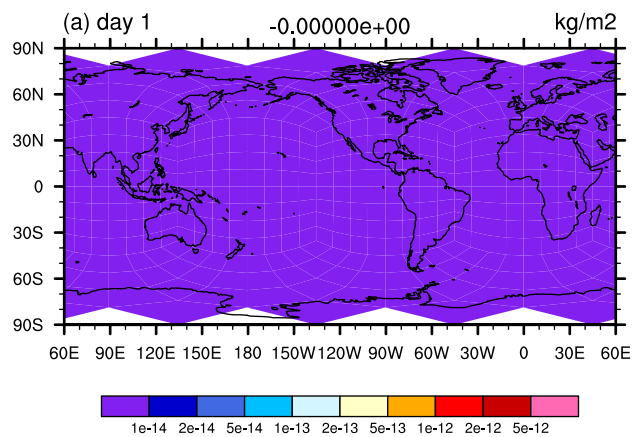 (a) day 1 -0.00000e+00 kg/m2
90N
60N
30N
0
30S
60S
90S
60E 90E 120E 150E 180 150W 120W 90W 60W 30W 0 30E 60E
1e-14 2e-14 5e-14 1e-13 2e-13 5e-13 1e-12 2e-12 5e-12